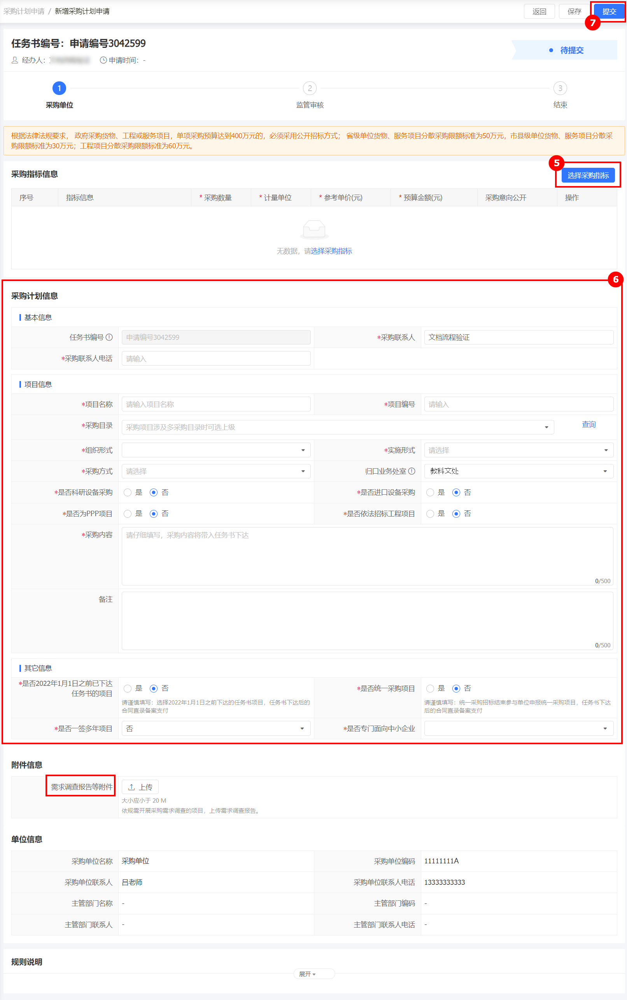 采购计划申请 / 新增采购计划申请
返回 保存 提交
7
任务书编号：申请编号3042599
经办人： 申请时间：-
待提交
1 2 3
采购单位 监管审核 结束
根据法律法规要求， 政府采购货物、工程或服务项目，单项采购预算达到400万元的，必须采用公开招标方式； 省级单位货物、服务项目分散采购限额标准为50万元，市县级单位货物、服务项目分散采
购限额标准为30万元；工程项目分散采购限额标准为60万元。
5
采购指标信息 选择采购指标
序号 指标信息 * 采购数量 * 计量单位 * 参考单价(元) * 预算金额(元) 采购意向公开 操作
无数据，请选择采购指标
6
采购计划信息
基本信息
任务书编号 申请编号3042599 *采购联系人 文档流程验证
*采购联系人电话 请输入
项目信息
*项目名称 请输入项目名称 *项目编号 请输入
*采购目录 采购项目涉及多采购目录时可选上级 查询
*组织形式 *实施形式 请选择
*采购方式 请选择 归口业务处室 教科文处
*是否科研设备采购 是 否 *是否进口设备采购 是 否
*是否为PPP项目 是 否 *是否依法招标工程项目 是 否
*采购内容 请仔细填写，采购内容将带入任务书下达
0/500
备注
0/500
其它信息
*是否2022年1月1日之前已下达
任务书的项目 是 否 *是否统一采购项目 是 否
请谨慎填写：选择2022年1月1日之前下达的任务书项目，任务书下达后的 请谨慎填写：统一采购招标结束参与单位申报统一采购项目，任务书下达
合同直录备案支付 后的合同直录备案支付
*是否一签多年项目 否 *是否专门面向中小企业
附件信息
需求调查报告等附件 上传
大小应小于 20 M
依规需开展采购需求调查的项目，上传需求调查报告。
单位信息
采购单位名称 采购单位 采购单位编码 11111111A
采购单位联系人 吕老师 采购单位联系人电话 13333333333
主管部门名称 - 主管部门编码 -
主管部门联系人 - 主管部门联系人电话 -
规则说明
展开